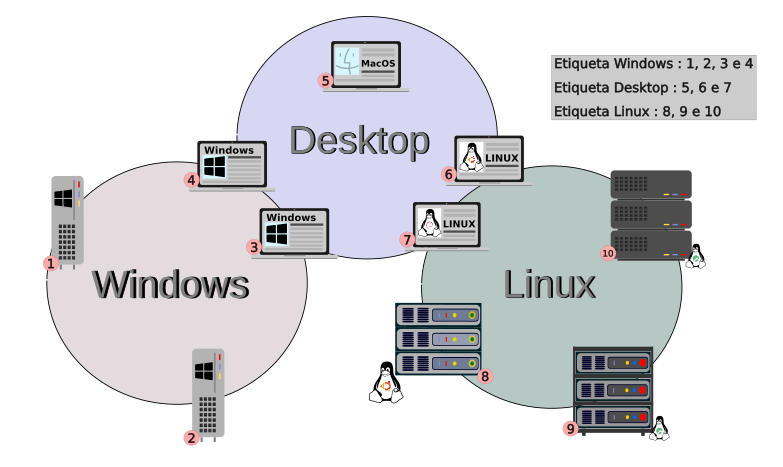 MacOS
5
Desktop
Etiqueta Windows : 1, 2, 3 e 4
Etiqueta Desktop : 5, 6 e 7
Etiqueta Linux : 8, 9 e 10
Windows
4
LINUX
6
Windows
3
LINUX
7
1
10
Windows
Linux
8
2
9